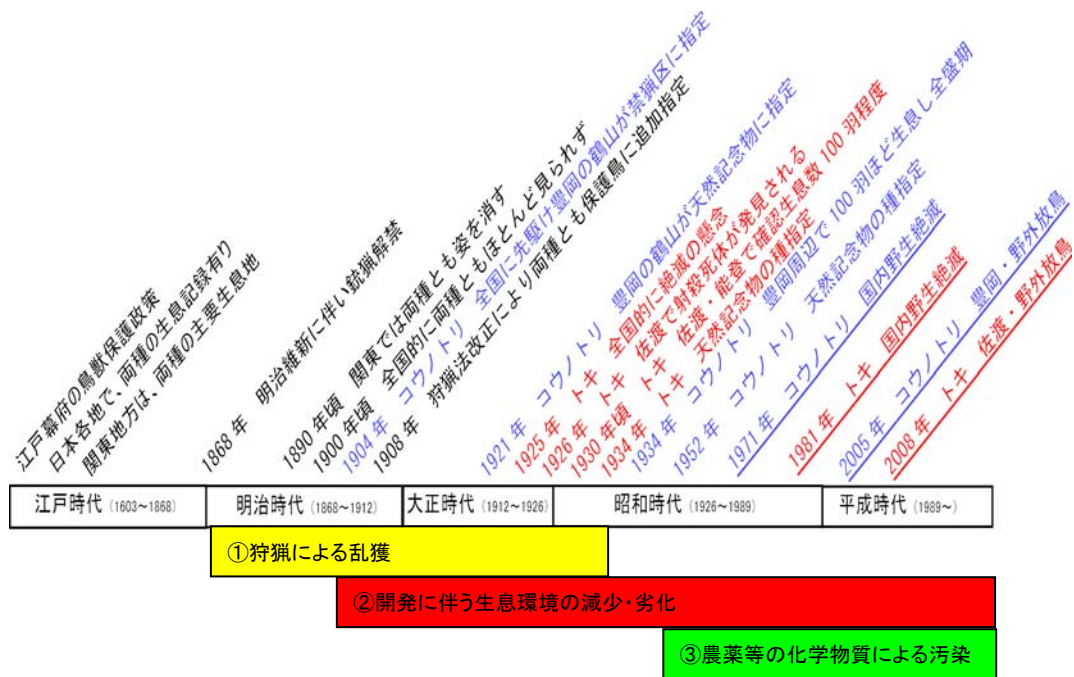 江戸幕府の鳥獣保護政策
日本各地で、両種の生息記録有り
関東地方は、両種の主要生息地
1868年 明治維新に伴い銃猟解禁
1890年頃 関東では両種とも姿を消す
1900年頃 全国的に両種ともほとんど見られず
1904年 コウノトリ 全国に先駆け豊岡の鶴山が禁猟区に指定
1908年 狩猟法改正により両種とも保護鳥に追加指定
1921年 コウノトリ 豊岡の鶴山が天然記念物に指定
1925年 トキ 全国的に絶滅の懸念
1926年 トキ 佐渡で射殺死体が発見される
1930年頃 トキ 佐渡・能登で確認生息数100羽程度
1934年 トキ 天然記念物の種指定
1934年 コウノトリ 豊岡周辺で100羽ほど生息し全盛期
1952年 コウノトリ 天然記念物の種指定
1971年 コウノトリ 国内野生絶滅
1981年 トキ 国内野生絶滅
2005年 コウノトリ 豊岡・野外放鳥
2008年 トキ 佐渡・野外放鳥
江戸時代(1603～1868)
明治時代(1868～1912)
大正時代(1912～1926)
昭和時代(1926～1989)
平成時代(1989～)
①狩猟による乱獲
②開発に伴う生息環境の減少・劣化
③農薬等の化学物質による汚染